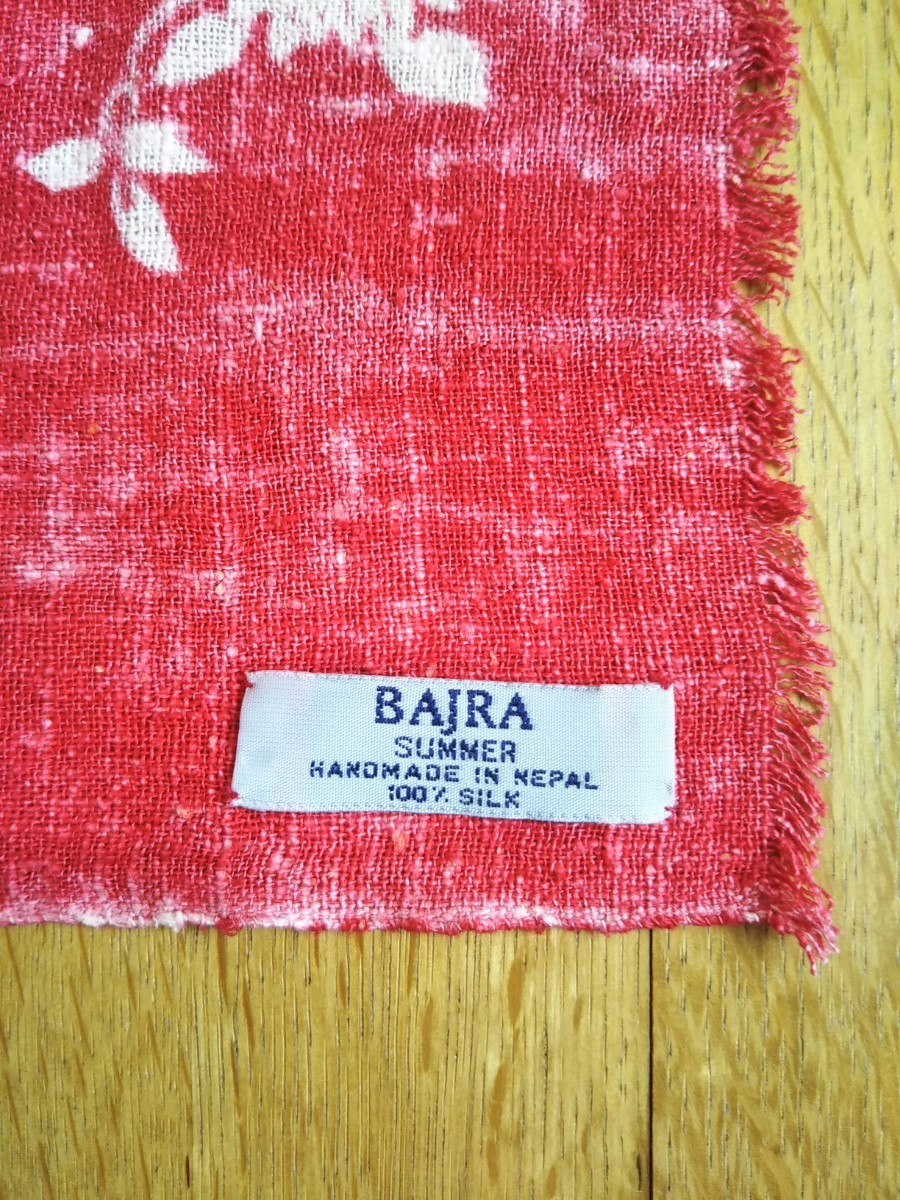 BAJRA
SUMMER
HANDMADE IN NEPAL
100% SILK